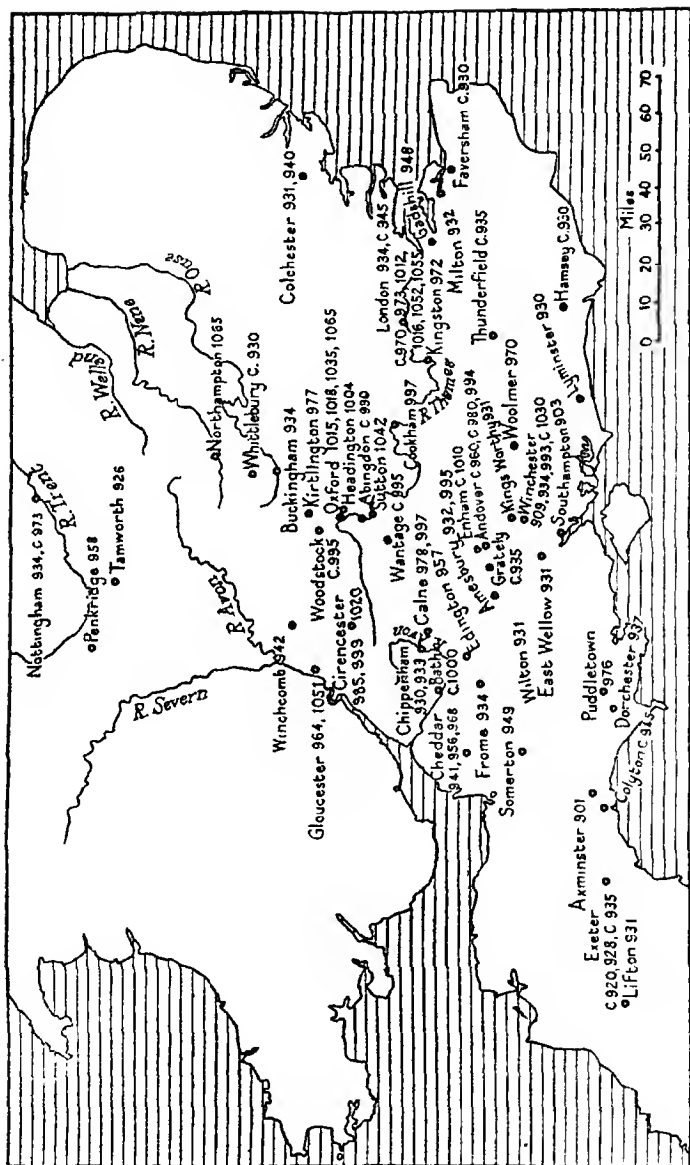 Nottingham 934, C 973
R. Trent
Penkridge 958
Tamworth 926
R. Welland
R. Nene
R. Ouse
Northampton 1065
Whittlebury C. 930
R. Avon
R. Severn
Buckingham 934
Colchester 931, 940
Winchcomb 942
Kirtlington 977
Woodstock
C. 995
Oxford 1015, 1018, 1035, 1065
Headington 1004
Gloucester 964, 1051
Cirencester
985, 999
1020
Abingdon C 990
Sutton 1042
London 934, C 945
C 970, 973, 1012,
1016, 1052, 1055
Gadshill 948
Wantage C 995
Cookham 997
R. Thames
Kingston 972
Milton 932
Faversham C. 930
Chippenham
930, 933
Avon
Calne 978, 997
Bathey
C. 1000
Edington 957
Amesbury 932, 995
Enham C 1010
Andover C 960, C 980, 994
Grately
C. 935
Kings Worthy 931
Thunderfield C. 935
Cheddar
941, 956, 968
Frome 934
Somerton 949
Wilton 931
Woolmer 970
Winchester
909, 934, 993, C 1030
East Wellow 931
Southampton 903
Lyminster 930
Hamsey C. 930
Axminster 901
Exeter
C 920, 928, C 935
Lifton 931
Colyton C 945
Puddletown
976
Dorchester 937
0 10 20 30 40 50 60 70
Miles